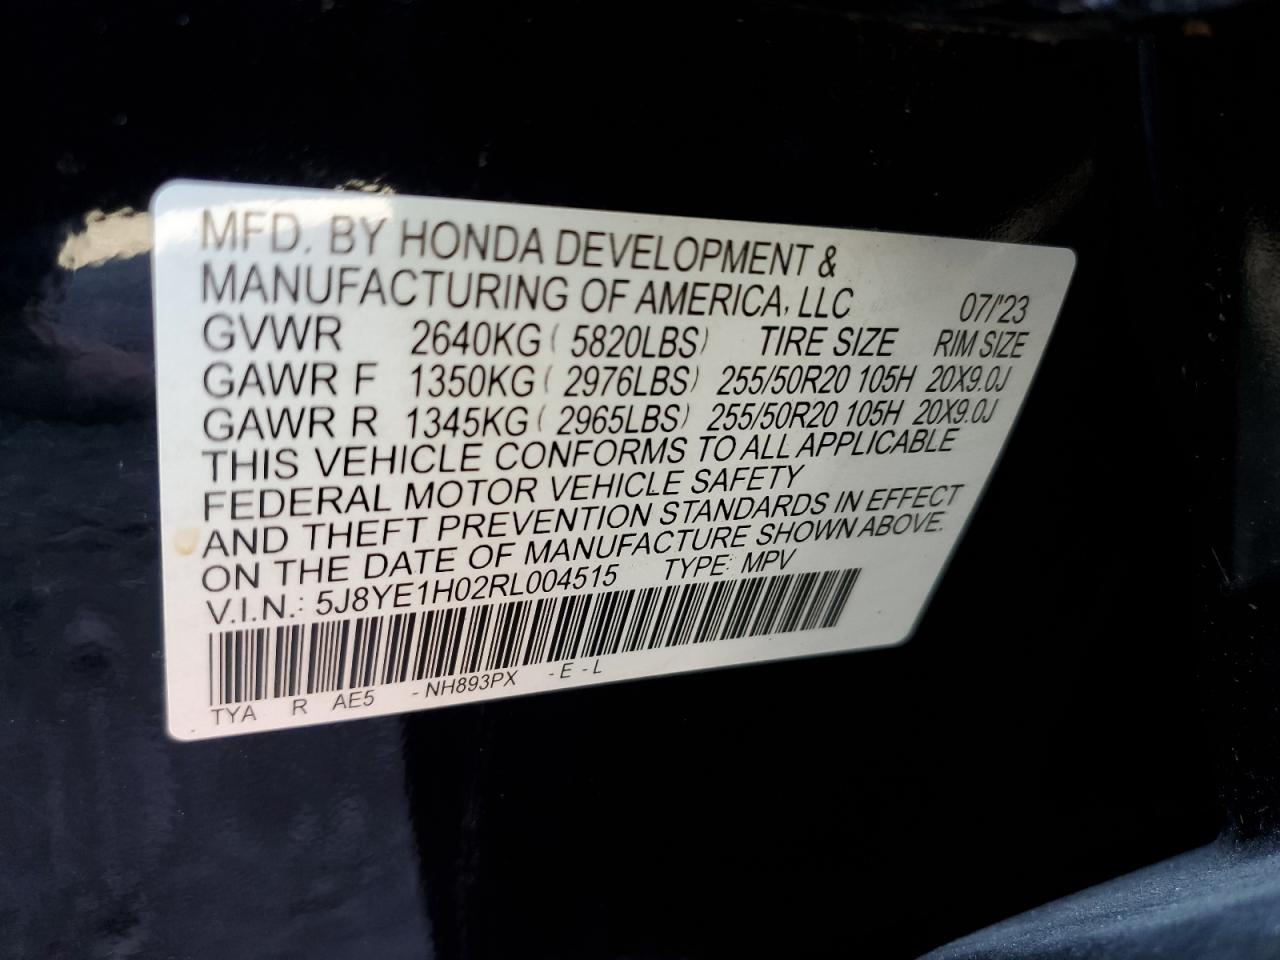 MFD. BY HONDA DEVELOPMENT &
MANUFACTURING OF AMERICA, LLC 07/'23
GVWR 2640KG ( 5820LBS) TIRE SIZE RIM SIZE
GAWR F 1350KG ( 2976LBS) 255/50R20 105H 20X9.0J
GAWR R 1345KG ( 2965LBS) 255/50R20 105H 20X9.0J
THIS VEHICLE CONFORMS TO ALL APPLICABLE
FEDERAL MOTOR VEHICLE SAFETY
AND THEFT PREVENTION STANDARDS IN EFFECT
ON THE DATE OF MANUFACTURE SHOWN ABOVE.
V.I.N.: 5J8YE1H02RL004515 TYPE: MPV
TYA R AE5 -NH893PX -E-L